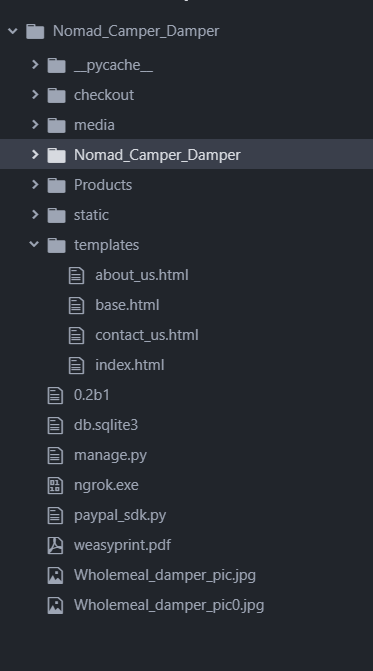 Nomad_Camper_Damper
__pycache__
checkout
media
Nomad_Camper_Damper
Products
static
templates
about_us.html
base.html
contact_us.html
index.html
0.2b1
db.sqlite3
manage.py
ngrok.exe
paypal_sdk.py
weasyprint.pdf
Wholemeal_damper_pic.jpg
Wholemeal_damper_pic0.jpg